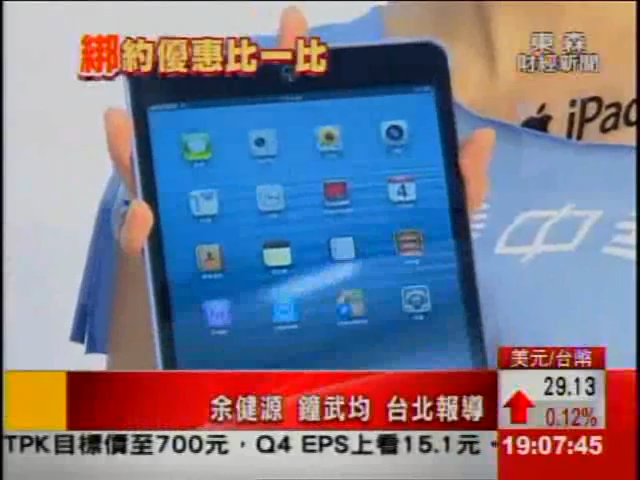 綁約優惠比一比
東森
財經新聞
iPad
4
中
美元/台幣
29.13
0.12%
余健源 鐘武均 台北報導
TPK目標價至700元，Q4 EPS上看15.1元
19:07:45